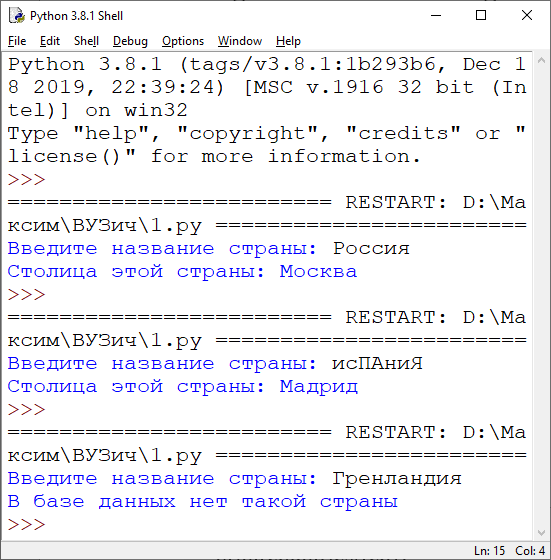 Python 3.8.1 Shell
File Edit Shell Debug Options Window Help
Python 3.8.1 (tags/v3.8.1:1b293b6, Dec 1
8 2019, 22:39:24) [MSC v.1916 32 bit (In
tel)] on win32
Type "help", "copyright", "credits" or "
license()" for more information.
>>>
========================= RESTART: D:\Ма
ксим\ВУЗич\1.py ========================
Введите название страны: Россия
Столица этой страны: Москва
>>>
========================= RESTART: D:\Ма
ксим\ВУЗич\1.py ========================
Введите название страны: исПАниЯ
Столица этой страны: Мадрид
>>>
========================= RESTART: D:\Ма
ксим\ВУЗич\1.py ========================
Введите название страны: Гренландия
В базе данных нет такой страны
>>>
Ln: 15 Col: 4